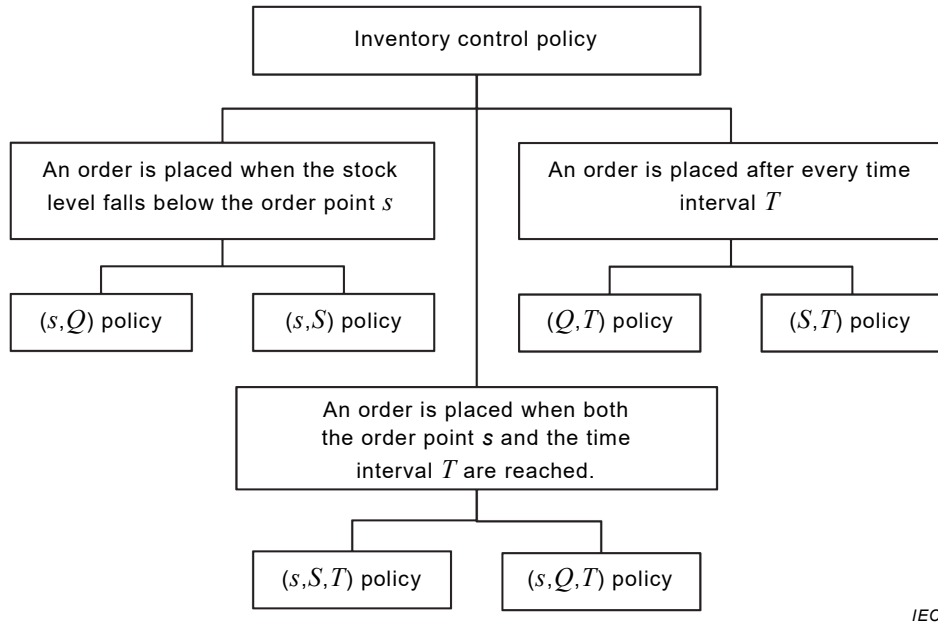 Inventory control policy
An order is placed when the stock
level falls below the order point s
An order is placed after every time
interval T
(s,Q) policy
(s,S) policy
(Q,T) policy
(S,T) policy
An order is placed when both
the order point s and the time
interval T are reached.
(s,S,T) policy
(s,Q,T) policy
IEC